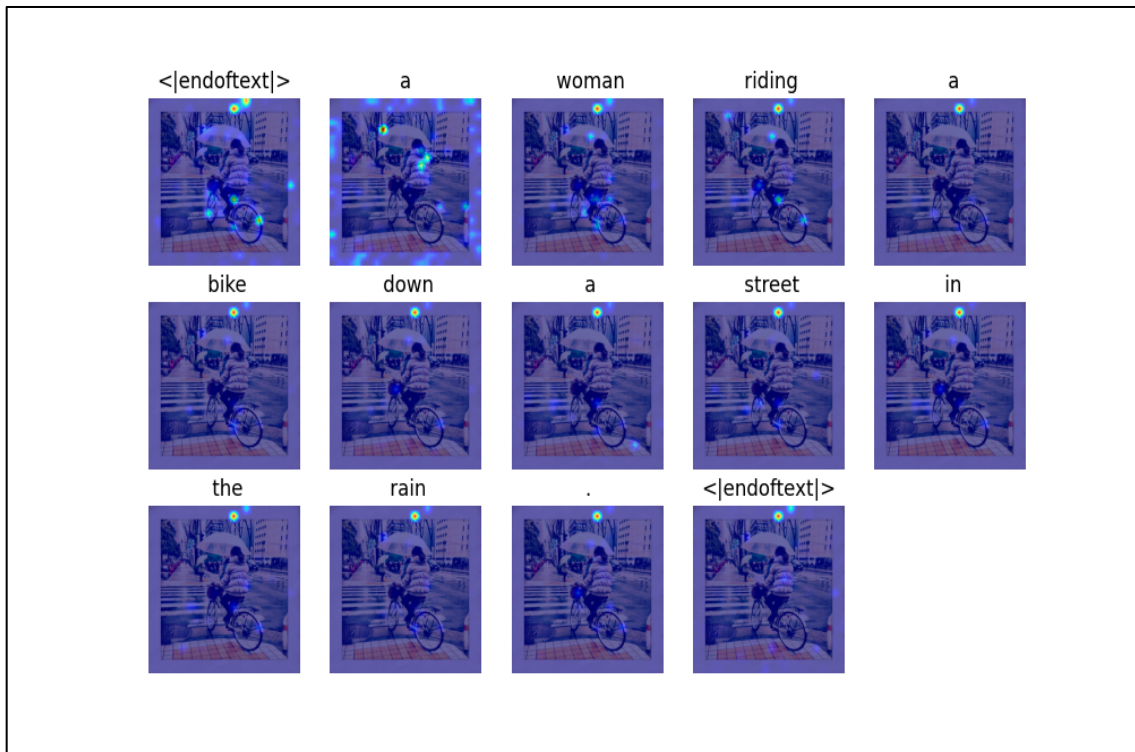 <|endoftext|> a woman riding a
bike down a street in
the rain . <|endoftext|>